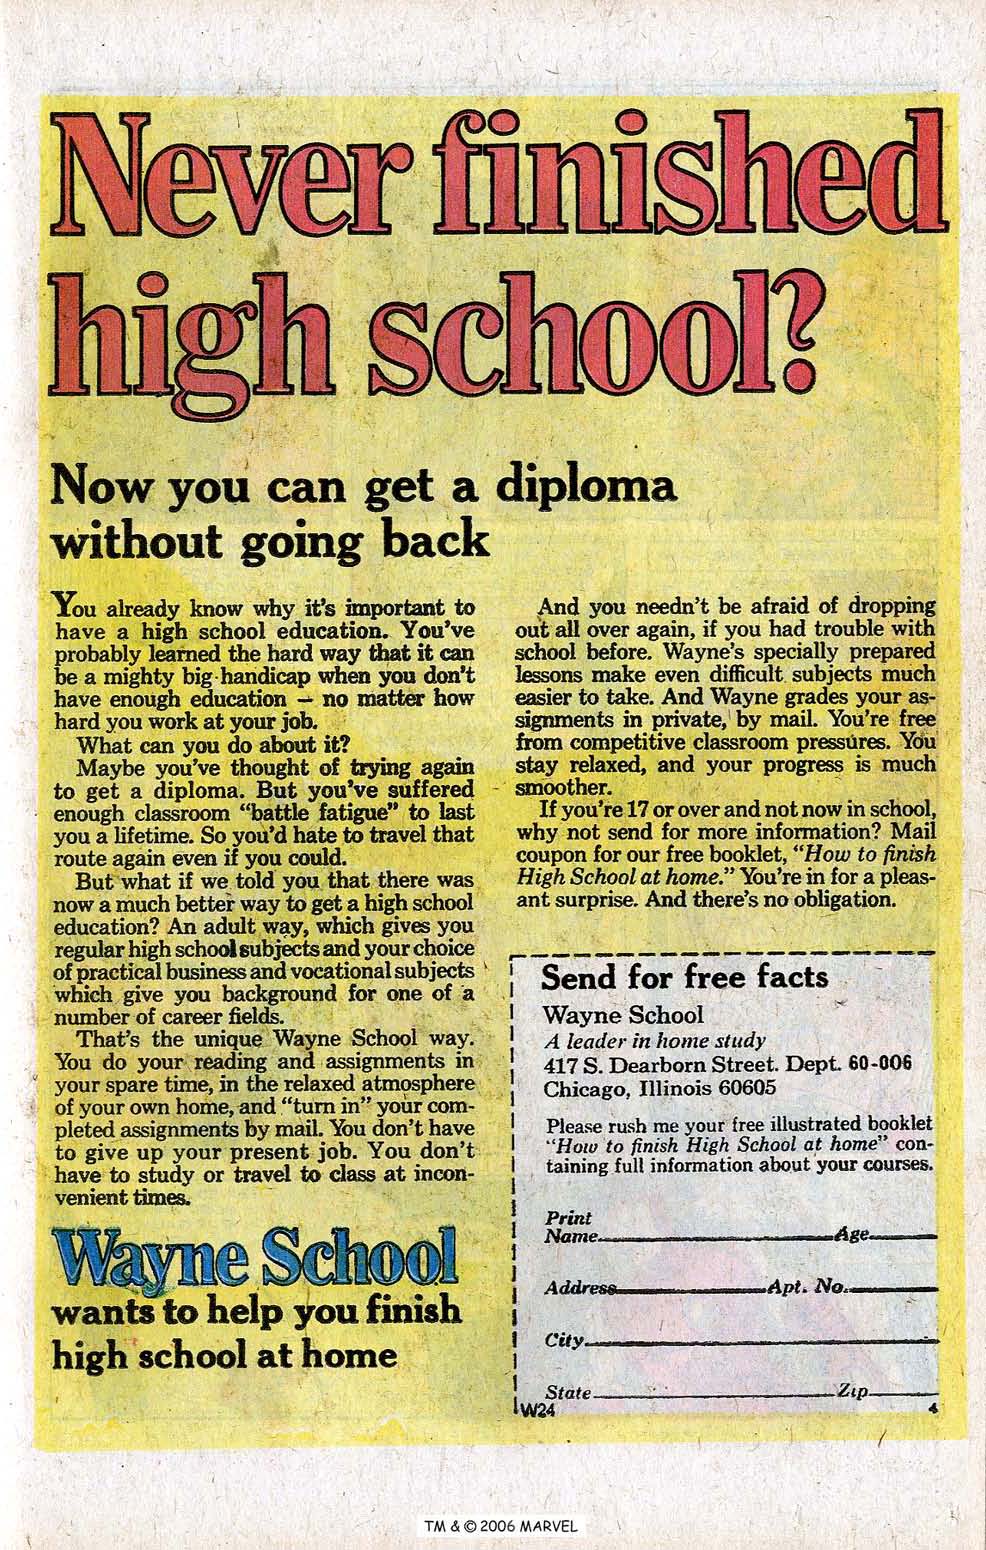 Never finished
high school?
Now you can get a diploma
without going back
You already know why it's important to
have a high school education. You've
probably learned the hard way that it can
be a mighty big handicap when you don't
have enough education — no matter how
hard you work at your job.
What can you do about it?
Maybe you've thought of trying again
to get a diploma. But you've suffered
enough classroom "battle fatigue" to last
you a lifetime. So you'd hate to travel that
route again even if you could.
But what if we told you that there was
now a much better way to get a high school
education? An adult way, which gives you
regular high school subjects and your choice
of practical business and vocational subjects
which give you background for one of a
number of career fields.
That's the unique Wayne School way.
You do your reading and assignments in
your spare time, in the relaxed atmosphere
of your own home, and "turn in" your com-
pleted assignments by mail. You don't have
to give up your present job. You don't
have to study or travel to class at incon-
venient times.
Wayne School
wants to help you finish
high school at home
And you needn't be afraid of dropping
out all over again, if you had trouble with
school before. Wayne's specially prepared
lessons make even difficult subjects much
easier to take. And Wayne grades your as-
signments in private, by mail. You're free
from competitive classroom pressures. You
stay relaxed, and your progress is much
smoother.
If you're 17 or over and not now in school,
why not send for more information? Mail
coupon for our free booklet, "How to finish
High School at home." You're in for a pleas-
ant surprise. And there's no obligation.
Send for free facts
Wayne School
A leader in home study
417 S. Dearborn Street. Dept. 60-006
Chicago, Illinois 60605
Please rush me your free illustrated booklet
"How to finish High School at home" con-
taining full information about your courses.
Print
Name Age
Address Apt. No.
City
State Zip
W24 4
TM & © 2006 MARVEL